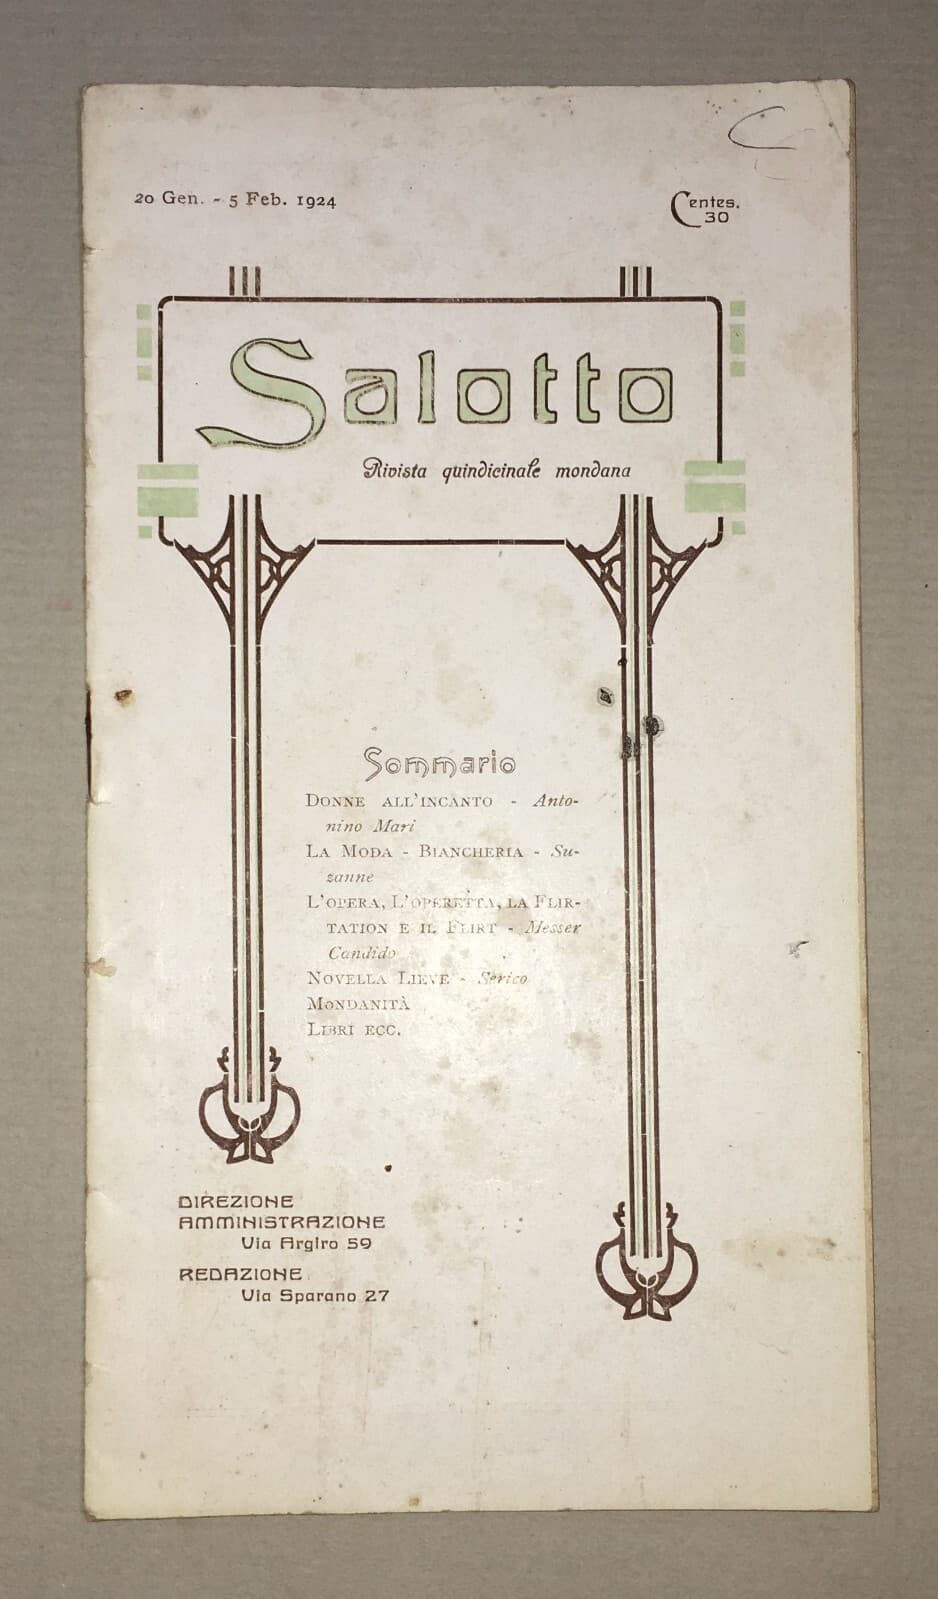 20 Gen. - 5 Feb. 1924
Centes.
30
Salotto
Rivista quindicinale mondana
Sommario
DONNE ALL'INCANTO - Anto-
nino Mari
LA MODA - BIANCHERIA - Su-
zanne
L'OPERA, L'OPERETTA, LA FLIR-
TATION E IL FLIRT - Messer
Candido
NOVELLA LIEVE - Serico
MONDANITÀ
LIBRI ECC.
DIREZIONE
AMMINISTRAZIONE
Via Argiro 59
REDAZIONE
Via Sparano 27